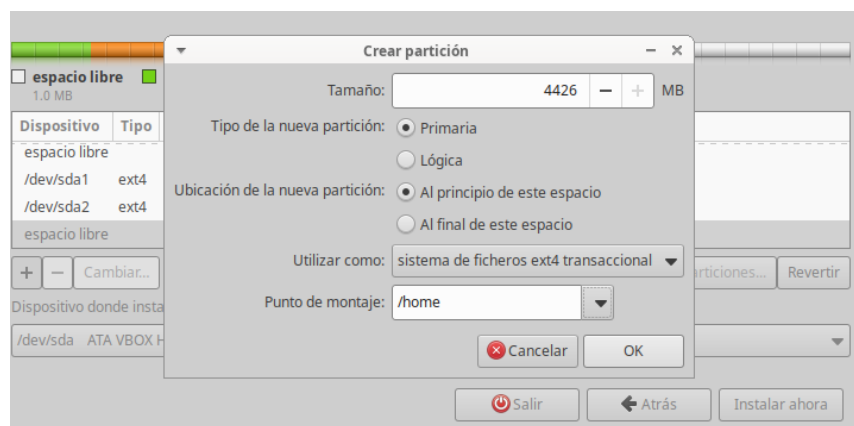 Crear partición
espacio libre
1.0 MB
Tamaño: 4426 MB
Dispositivo Tipo
Tipo de la nueva partición: Primaria
espacio libre
Lógica
/dev/sda1 ext4
Ubicación de la nueva partición: Al principio de este espacio
/dev/sda2 ext4
Al final de este espacio
espacio libre
Utilizar como: sistema de ficheros ext4 transaccional
+ − Cambiar... Revertir
Dispositivo donde insta
Punto de montaje: /home
/dev/sda ATA VBOX H
Cancelar OK
Salir Atrás Instalar ahora